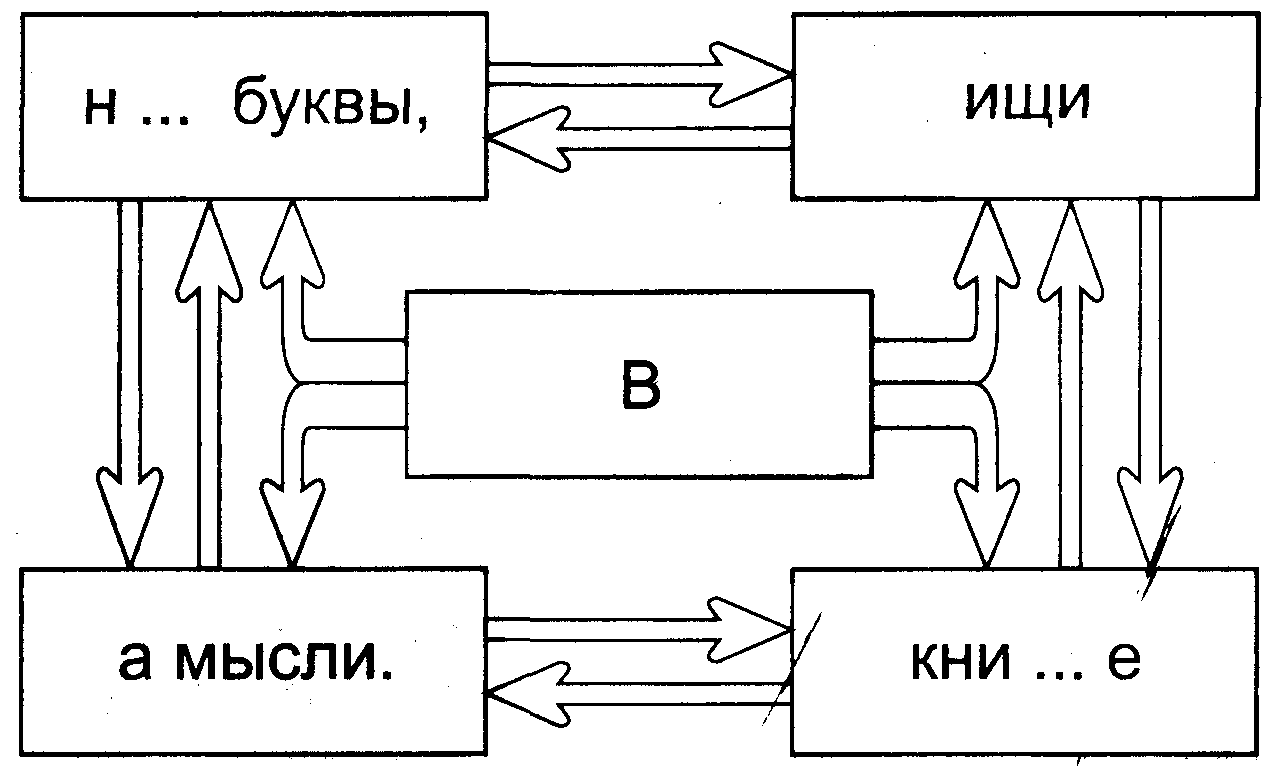 н ... буквы,
ищи
В
а мысли.
кни ... е